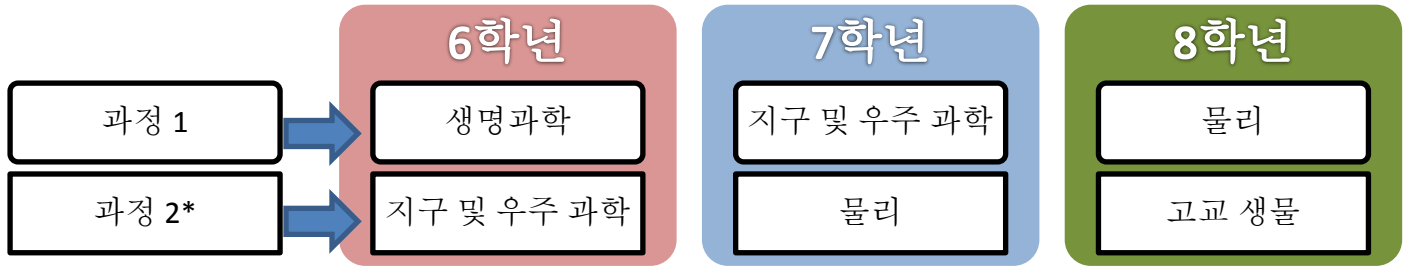 6학년 7학년 8학년
과정 1 생명과학 지구 및 우주 과학 물리
과정 2* 지구 및 우주 과학 물리 고교 생물